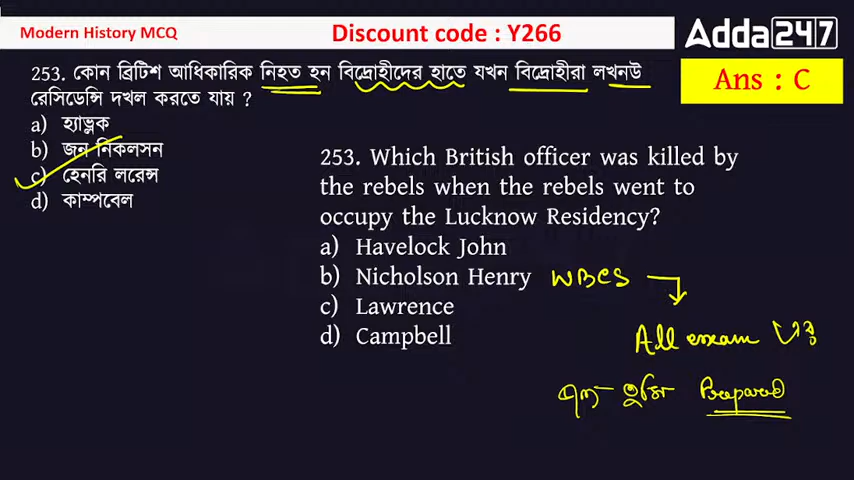 Modern History MCQ
Discount code : Y266
Adda247
253. কোন ব্রিটিশ আধিকারিক নিহত হন বিদ্রোহীদের হাতে যখন বিদ্রোহীরা লখনউ
রেসিডেন্সি দখল করতে যায় ?
a) হ্যাভ্লক
b) জন নিকলসন
c) হেনরি লরেন্স
d) কাম্পবেল
Ans : C
253. Which British officer was killed by
the rebels when the rebels went to
occupy the Lucknow Residency?
a) Havelock John
b) Nicholson Henry
c) Lawrence
d) Campbell
WBCS
All exam
তুমি Prepared